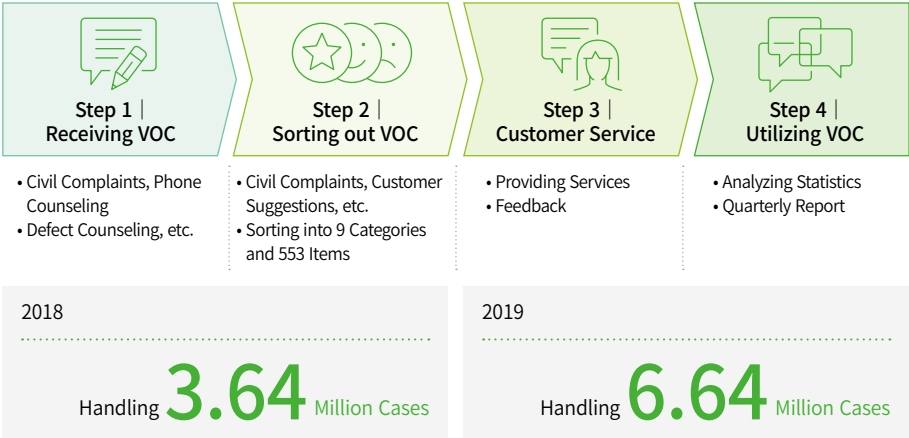 Step 1 |
Receiving VOC
Step 2 |
Sorting out VOC
Step 3 |
Customer Service
Step 4 |
Utilizing VOC
• Civil Complaints, Phone
Counseling
• Defect Counseling, etc.
• Civil Complaints, Customer
Suggestions, etc.
• Sorting into 9 Categories
and 553 Items
• Providing Services
• Feedback
• Analyzing Statistics
• Quarterly Report
2018
Handling 3.64 Million Cases
2019
Handling 6.64 Million Cases